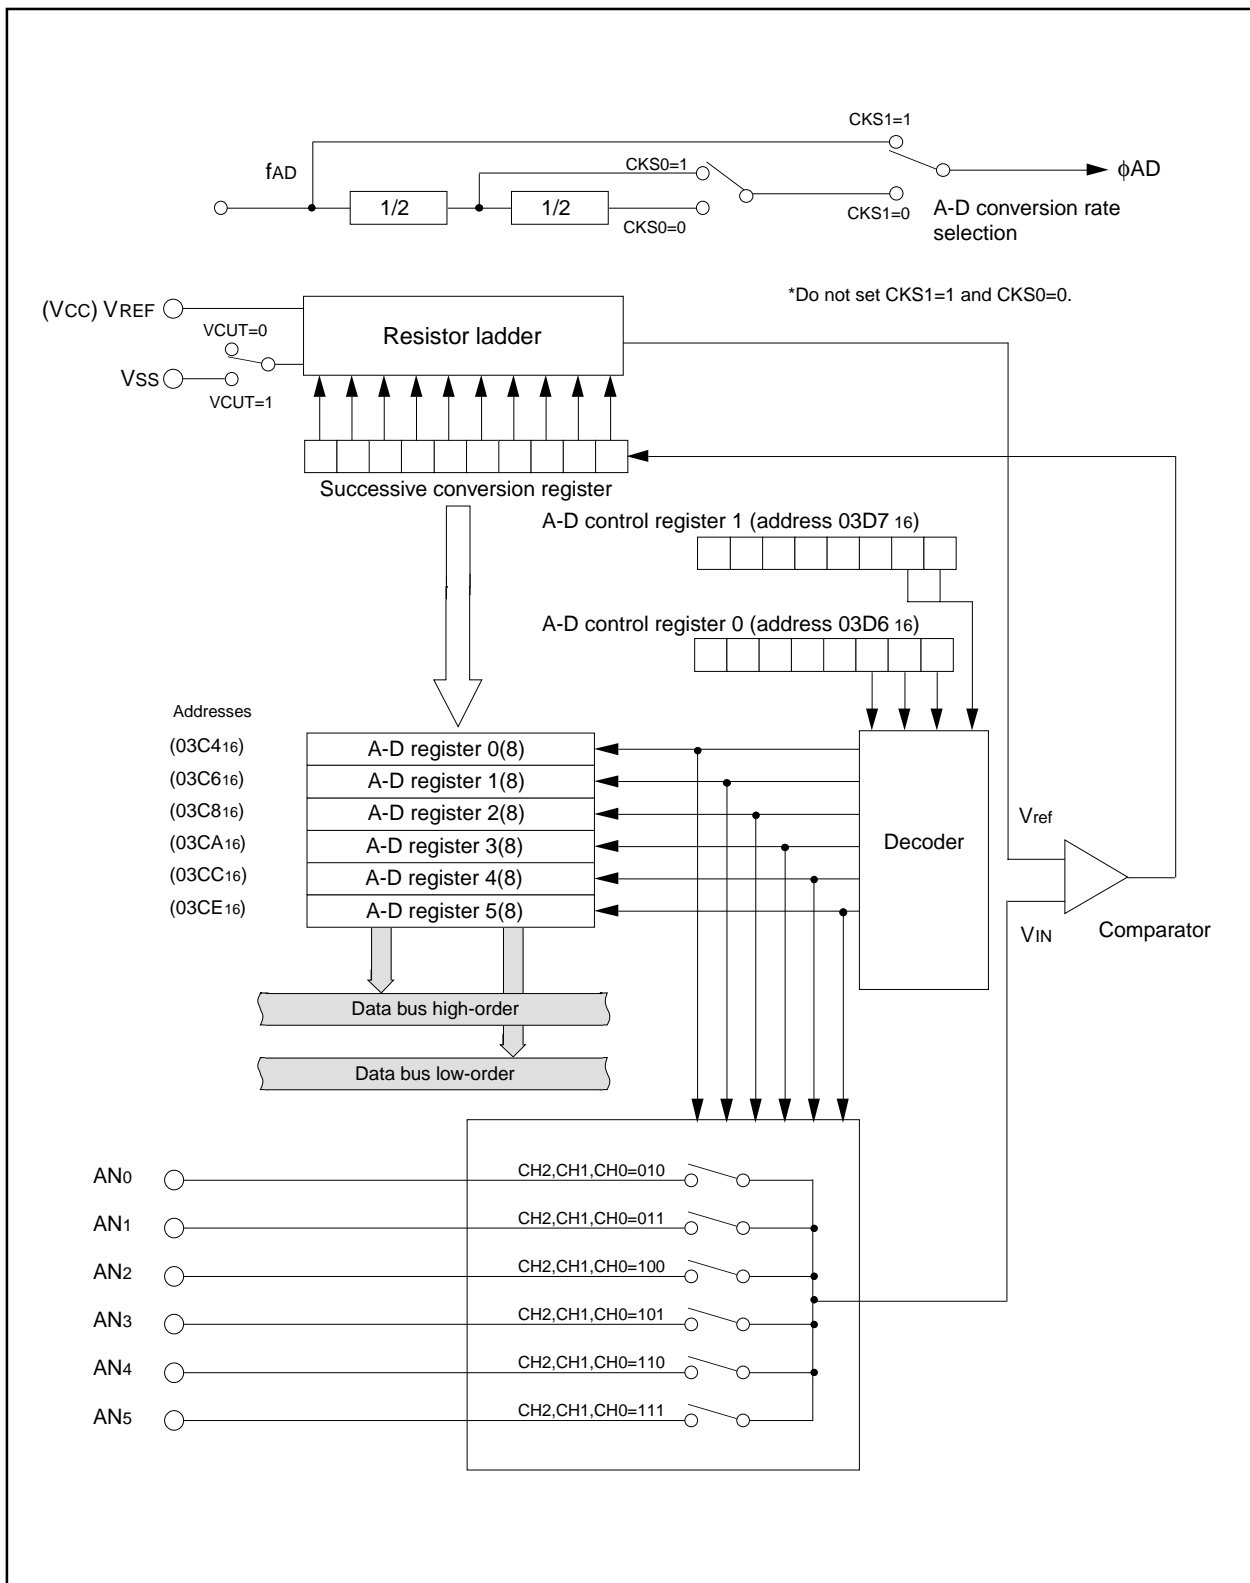 CKS1=1
fAD
CKS0=1
ϕAD
1/2
1/2
CKS0=0
CKS1=0
A-D conversion rate
selection
*Do not set CKS1=1 and CKS0=0.
(VCC) VREF
VCUT=0
Resistor ladder
VSS
VCUT=1
Successive conversion register
A-D control register 1 (address 03D7 16)
A-D control register 0 (address 03D6 16)
Addresses
(03C416)
A-D register 0(8)
(03C616)
A-D register 1(8)
(03C816)
A-D register 2(8)
(03CA16)
A-D register 3(8)
(03CC16)
A-D register 4(8)
(03CE16)
A-D register 5(8)
Decoder
Vref
VIN
Comparator
Data bus high-order
Data bus low-order
AN0
CH2,CH1,CH0=010
AN1
CH2,CH1,CH0=011
AN2
CH2,CH1,CH0=100
AN3
CH2,CH1,CH0=101
AN4
CH2,CH1,CH0=110
AN5
CH2,CH1,CH0=111